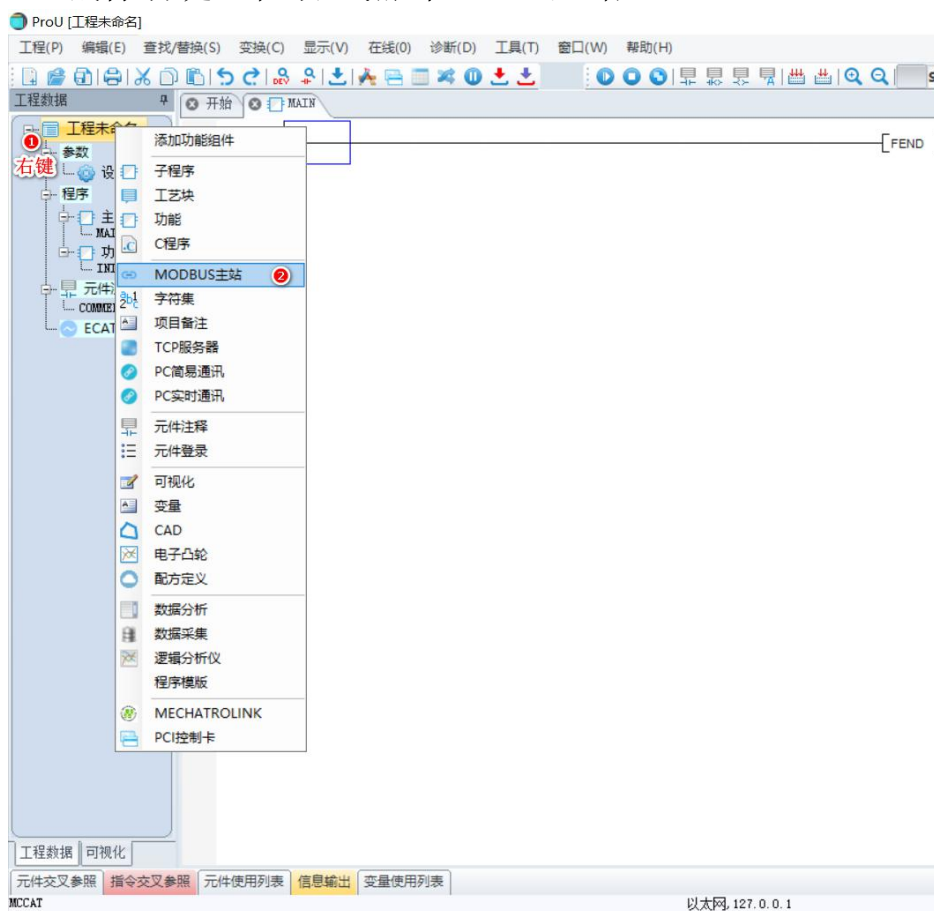 ProU [工程未命名]
工程(P) 编辑(E) 查找/替换(S) 变换(C) 显示(V) 在线(0) 诊断(D) 工具(T) 窗口(W) 帮助(H)
工程数据
开始 MAIN
工程未命名
1
右键
参数
设
程序
主
MAI
功
INI
元件
COMME
ECAT
FEND
添加功能组件
子程序
工艺块
功能
C程序
MODBUS主站 2
字符集
项目备注
TCP服务器
PC简易通讯
PC实时通讯
元件注释
元件登录
可视化
变量
CAD
电子凸轮
配方定义
数据分析
数据采集
逻辑分析仪
程序模版
MECHATROLINK
PCI控制卡
工程数据 可视化
元件交叉参照 指令交叉参照 元件使用列表 信息输出 变量使用列表
MCCAT 以太网,127.0.0.1